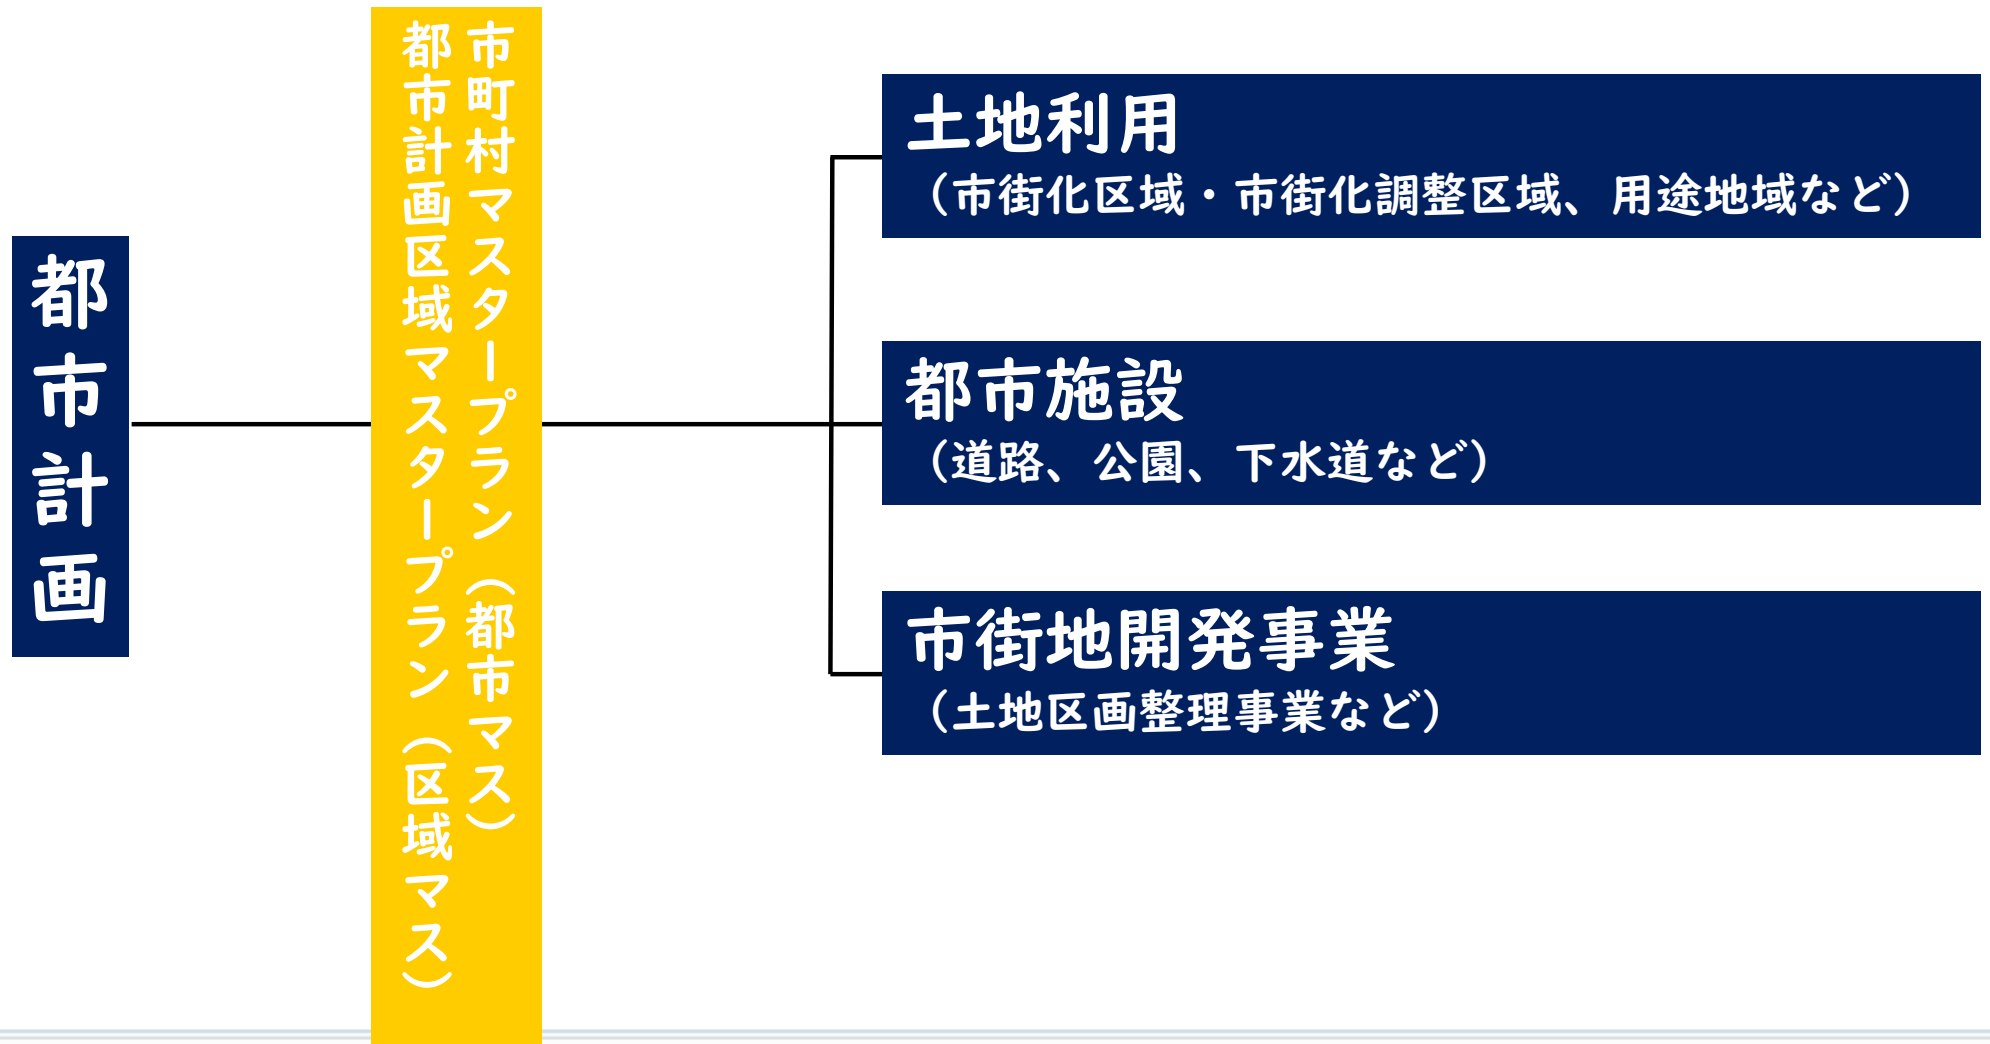 都市計画
市町村マスタープラン（都市マス）
都市計画区域マスタープラン（区域マス）
土地利用
（市街化区域・市街化調整区域、用途地域など）
都市施設
（道路、公園、下水道など）
市街地開発事業
（土地区画整理事業など）